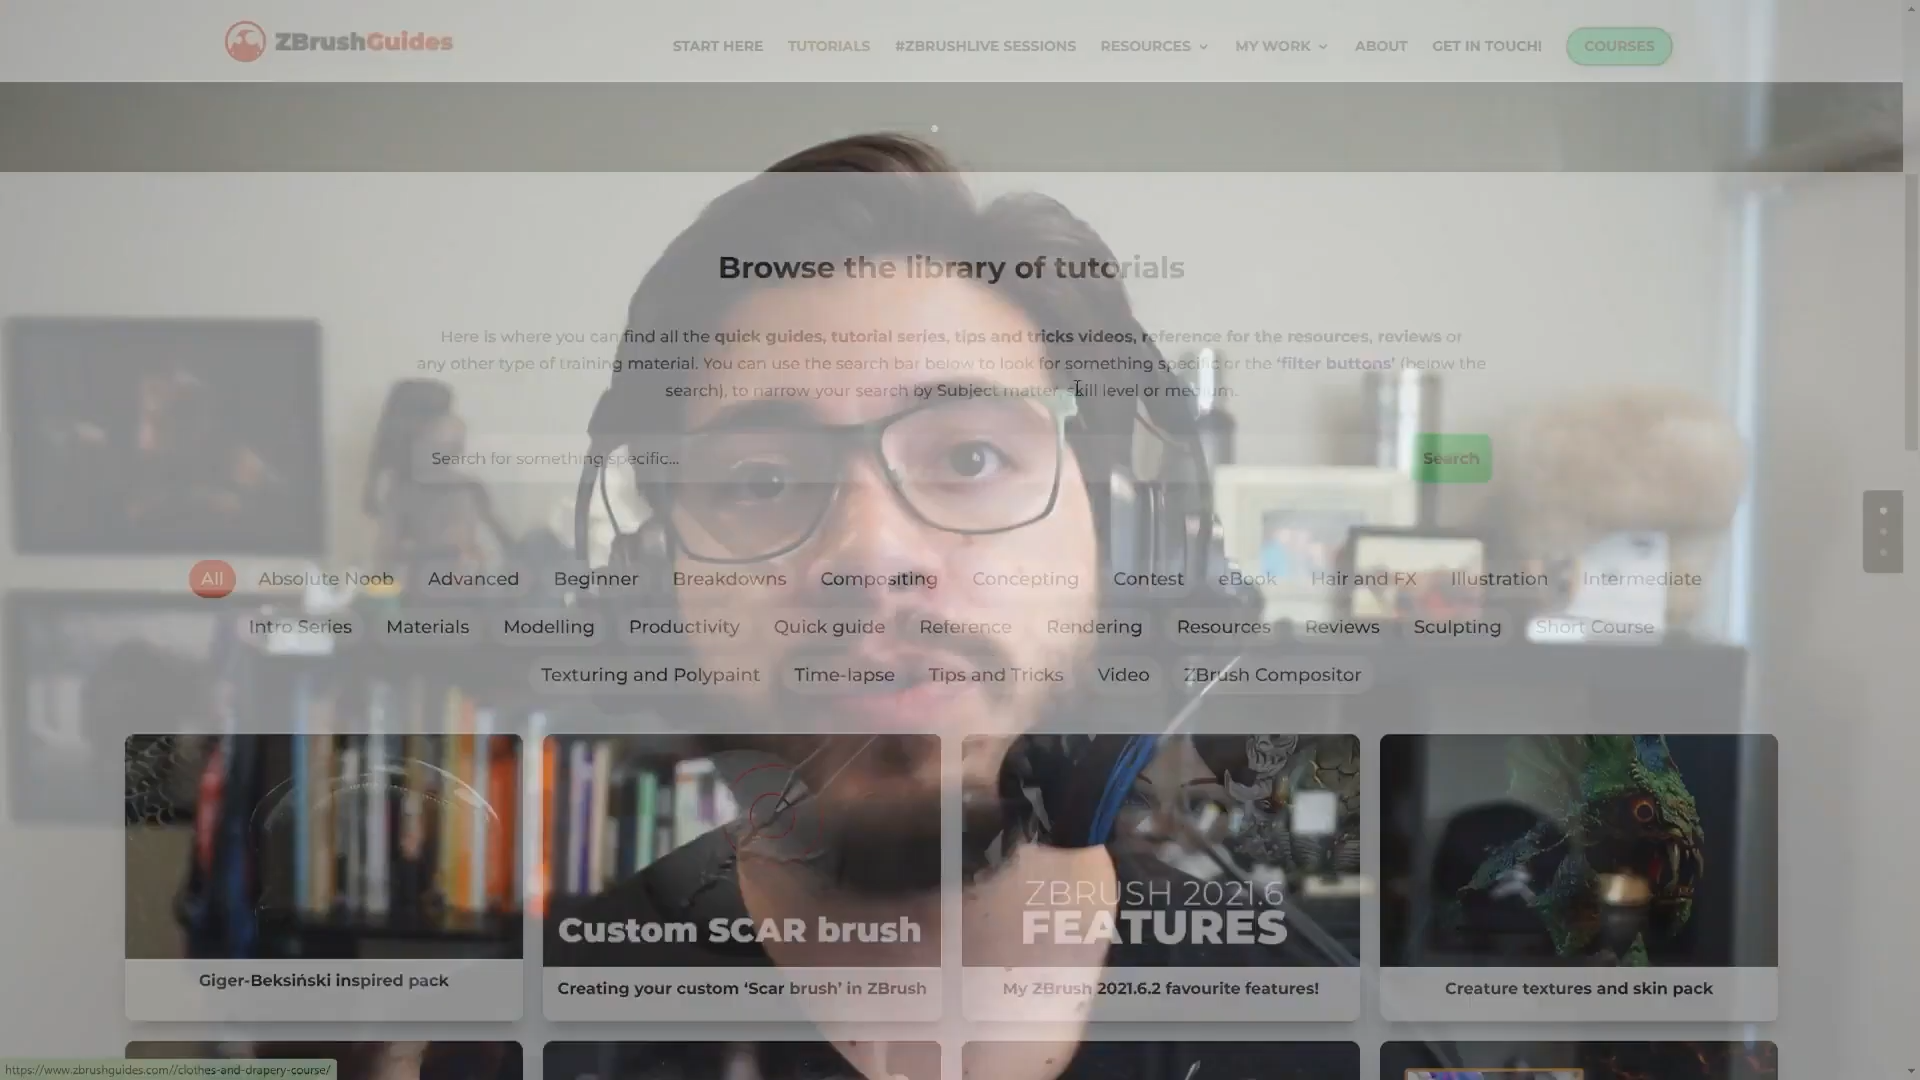 ZBrushGuides
START HERE
TUTORIALS
#ZBRUSHLIVE SESSIONS
RESOURCES
MY WORK
ABOUT
GET IN TOUCH!
COURSES
Browse the library of tutorials
Here is where you can find all the quick guides, tutorial series, tips and tricks videos, reference for the resources, reviews or
any other type of training material. You can use the search bar below to look for something specific or the ‘filter buttons’ (below the
search), to narrow your search by Subject matter, skill level or medium.
Search for something specific...
Search
All Absolute Noob Advanced Beginner Breakdowns Compositing Concepting Contest eBook Hair and FX Illustration Intermediate
Intro Series Materials Modelling Productivity Quick guide Reference Rendering Resources Reviews Sculpting Short Course
Texturing and Polypaint Time-lapse Tips and Tricks Video ZBrush Compositor
Custom SCAR brush
ZBRUSH 2021.6
FEATURES
Giger-Beksiński inspired pack
Creating your custom ‘Scar brush’ in ZBrush
My ZBrush 2021.6.2 favourite features!
Creature textures and skin pack
https://www.zbrushguides.com//clothes-and-drapery-course/